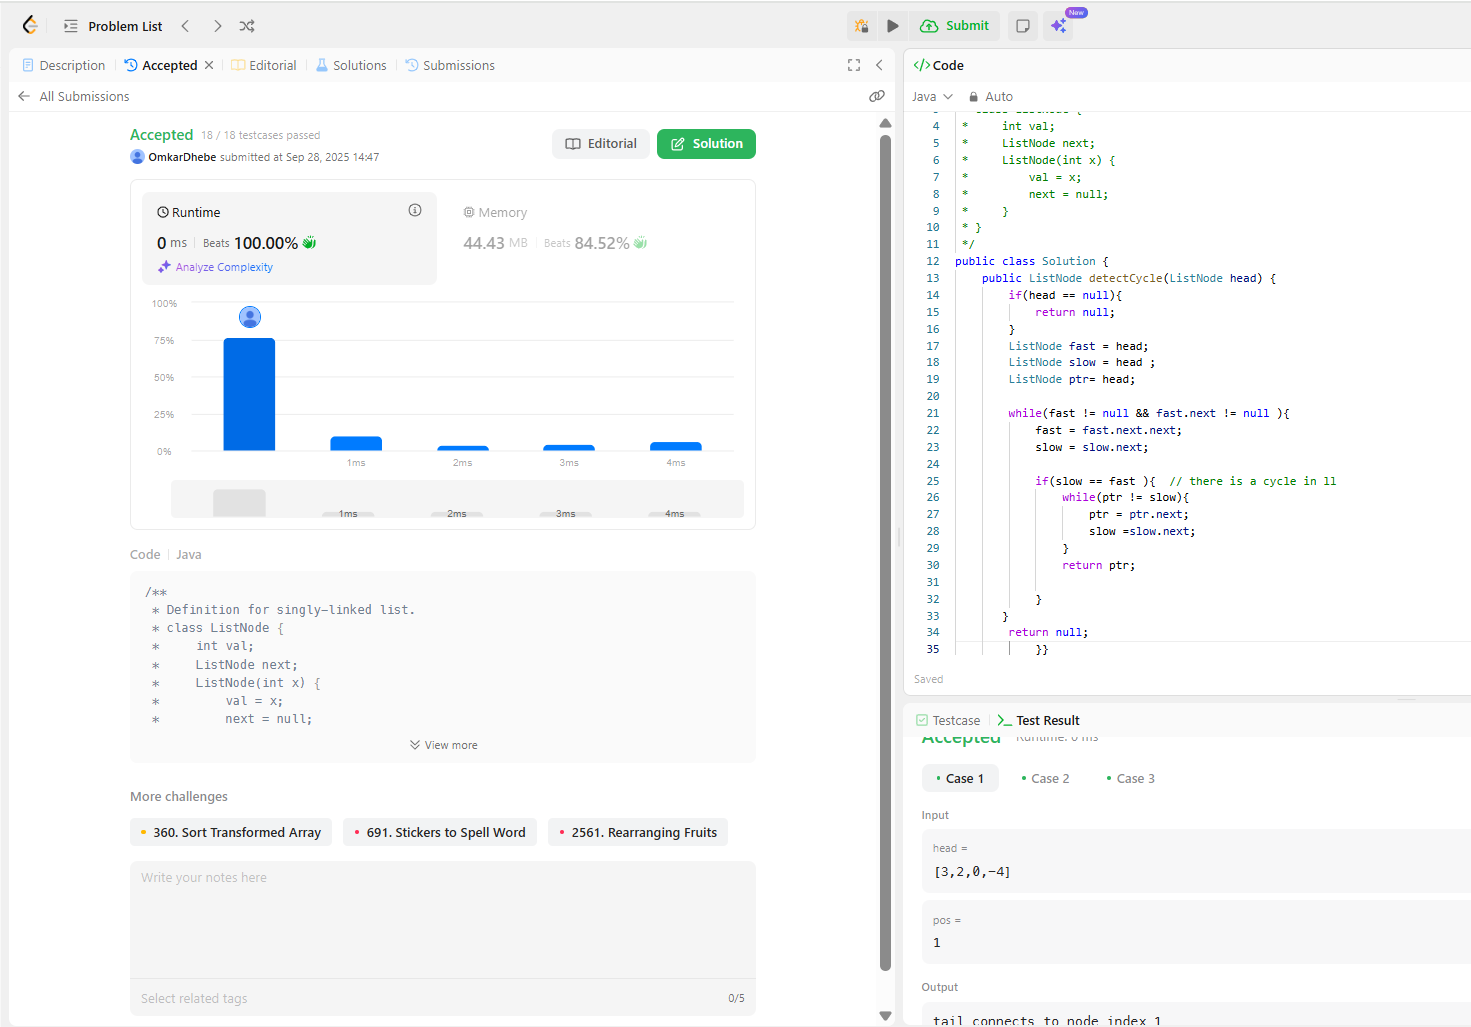 Problem List
Submit
New
Description
Accepted
Editorial
Solutions
Submissions
All Submissions
Accepted 18 / 18 testcases passed
OmkarDhebe submitted at Sep 28, 2025 14:47
Editorial
Solution
Runtime
0 ms Beats 100.00%
Analyze Complexity
Memory
44.43 MB Beats 84.52%
100%
75%
50%
25%
0%
1ms 2ms 3ms 4ms
1ms 2ms 3ms 4ms
Code Java
/**
* Definition for singly-linked list.
* class ListNode {
*     int val;
*     ListNode next;
*     ListNode(int x) {
*         val = x;
*         next = null;
View more
More challenges
360. Sort Transformed Array
691. Stickers to Spell Word
2561. Rearranging Fruits
Write your notes here
Select related tags 0/5
</> Code
Java Auto
4 *     int val;
5 *     ListNode next;
6 *     ListNode(int x) {
7 *         val = x;
8 *         next = null;
9 *     }
10 * }
11 */
12 public class Solution {
13     public ListNode detectCycle(ListNode head) {
14         if(head == null){
15             return null;
16         }
17         ListNode fast = head;
18         ListNode slow = head ;
19         ListNode ptr= head;
20
21         while(fast != null && fast.next != null ){
22             fast = fast.next.next;
23             slow = slow.next;
24
25             if(slow == fast ){  // there is a cycle in ll
26                 while(ptr != slow){
27                     ptr = ptr.next;
28                     slow =slow.next;
29                 }
30                 return ptr;
31
32             }
33        }
34         return null;
35             }}
Saved
Testcase
Test Result
Accepted Runtime: 0 ms
Case 1
Case 2
Case 3
Input
head =
[3,2,0,-4]
pos =
1
Output
tail connects to node index 1